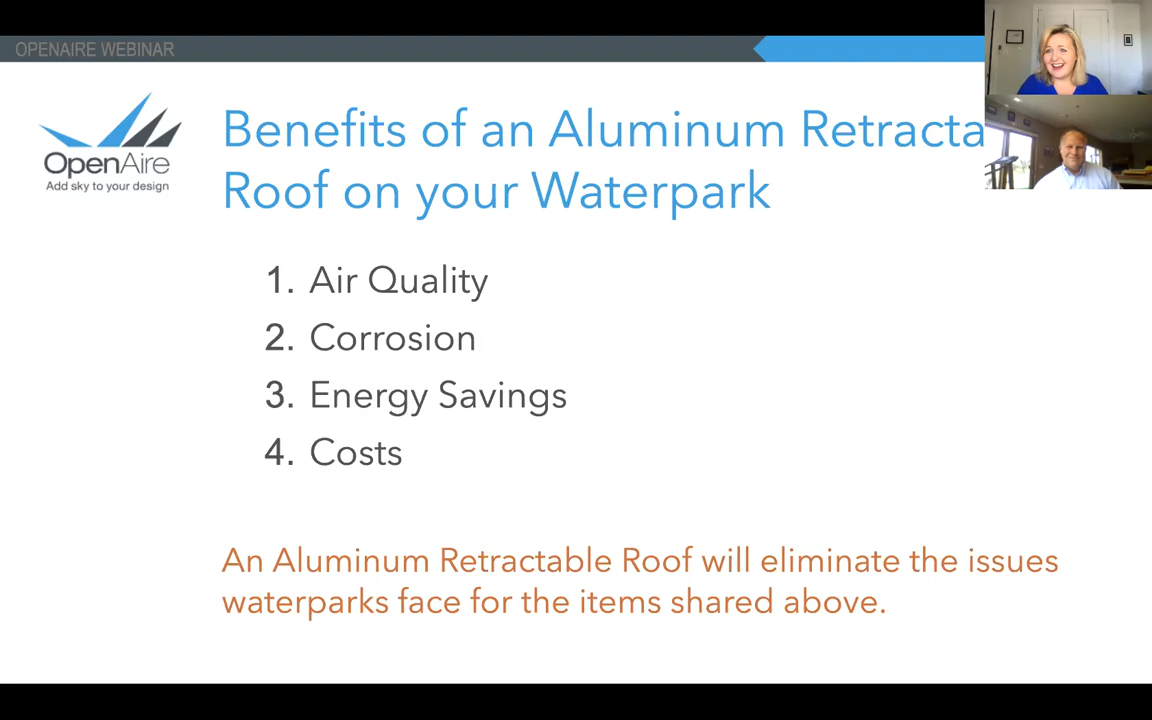 OPENAIRE WEBINAR
OpenAire
Add sky to your design
Benefits of an Aluminum Retracta
Roof on your Waterpark
1. Air Quality
2. Corrosion
3. Energy Savings
4. Costs
An Aluminum Retractable Roof will eliminate the issues
waterparks face for the items shared above.